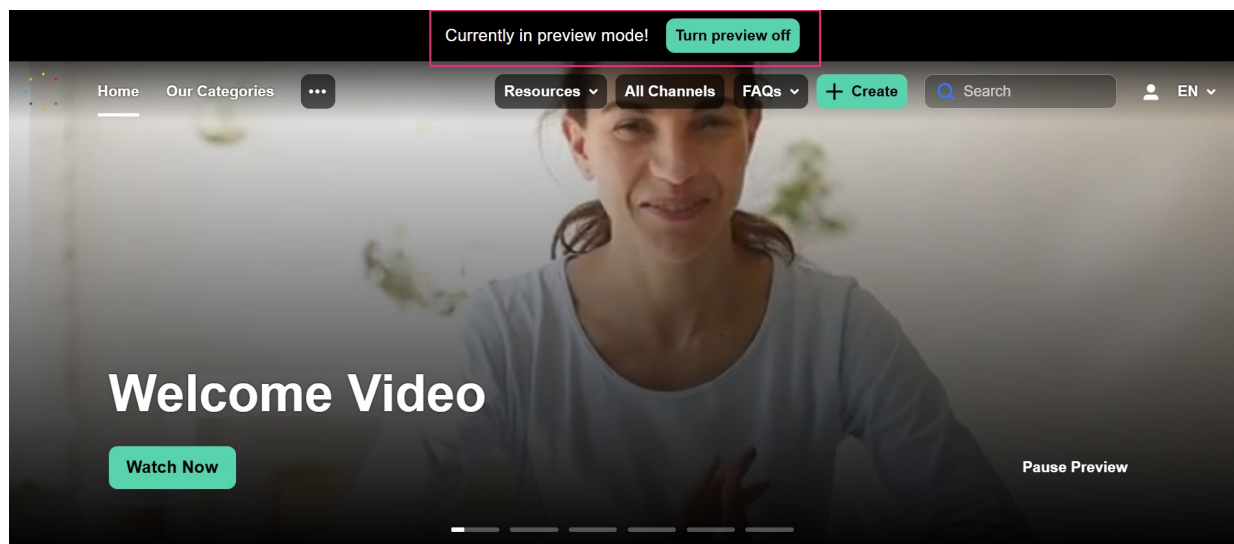 Currently in preview mode! Turn preview off
Home Our Categories ••• Resources All Channels FAQs + Create Search EN
Welcome Video
Watch Now Pause Preview